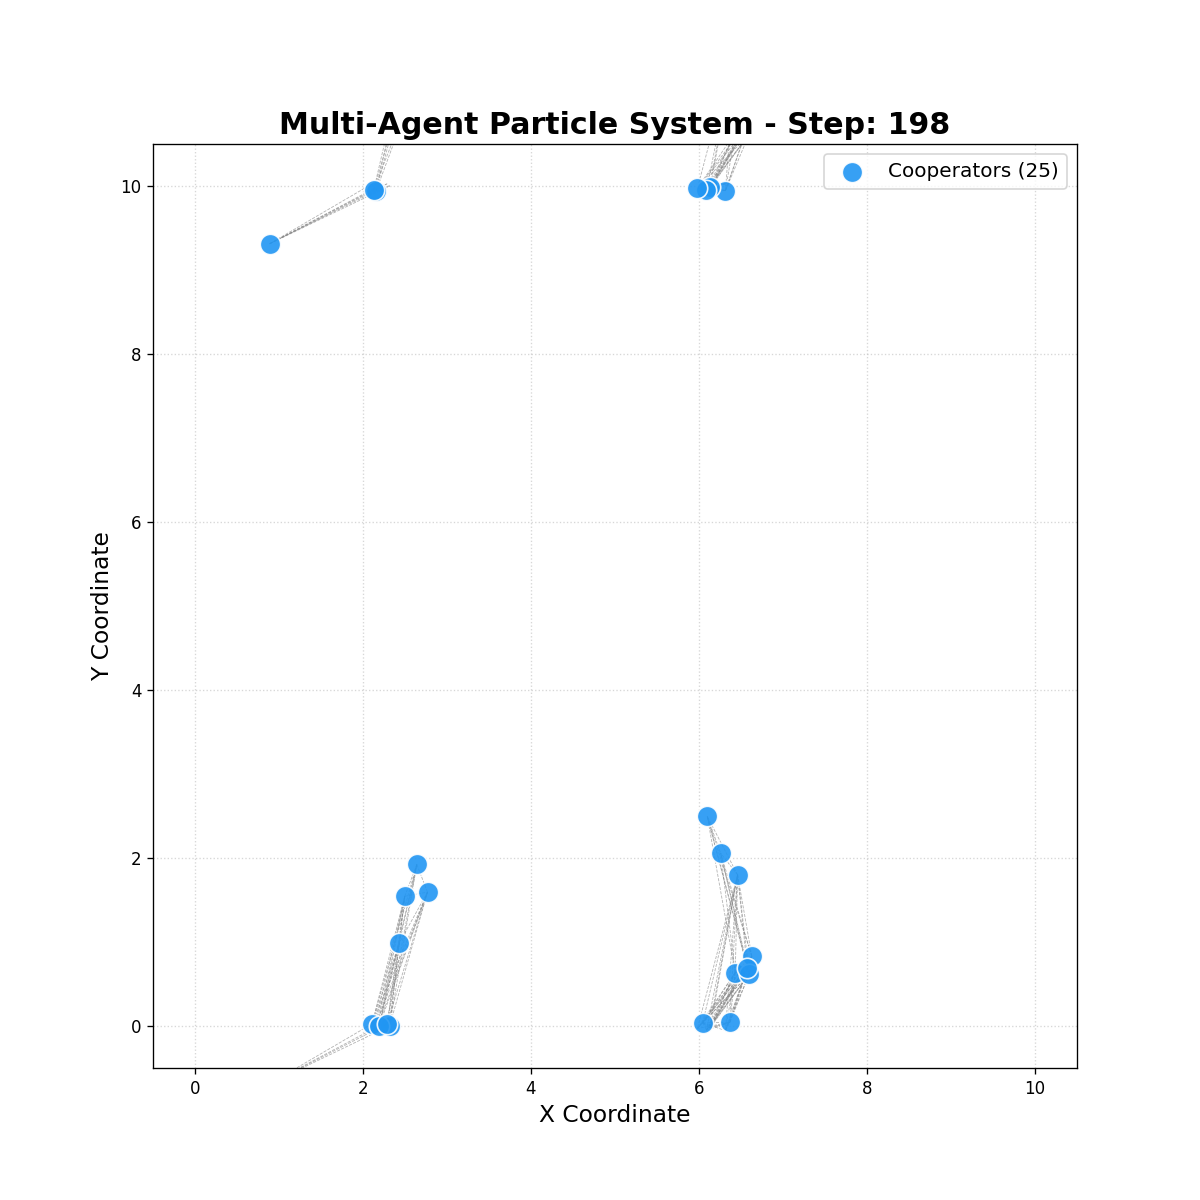 Multi-Agent Particle System - Step: 198
Cooperators (25)
10
8
6
4
2
0
Y Coordinate
0 2 4 6 8 10
X Coordinate